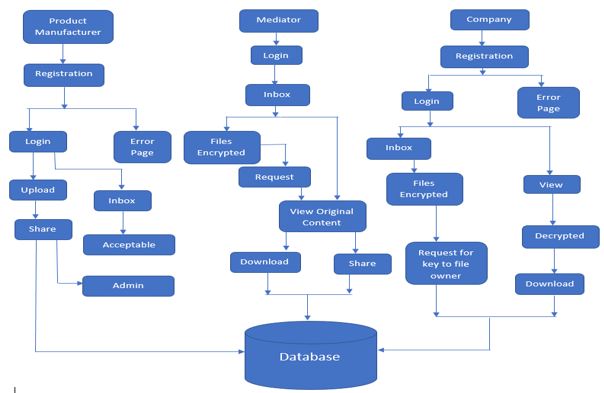 Product
Manufacturer
Registration
Login
Error
Page
Upload
Inbox
Share
Acceptable
Admin
Mediator
Login
Inbox
Files
Encrypted
Request
View Original
Content
Download
Share
Company
Registration
Login
Error
Page
Inbox
Files
Encrypted
View
Request for
key to file
owner
Decrypted
Download
Database